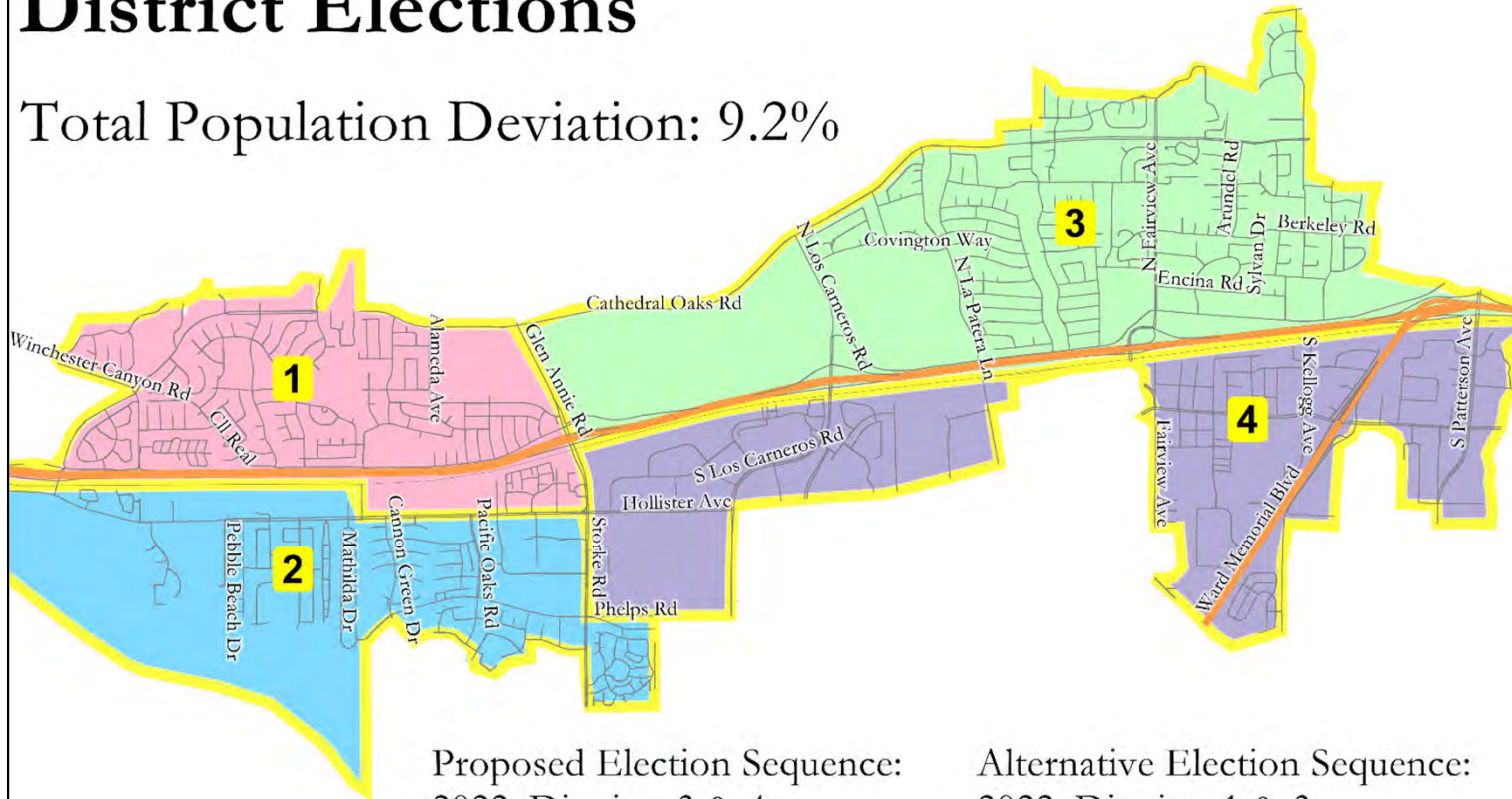 District Elections
Total Population Deviation: 9.2%
3
N Fairview Ave
Arundel Rd
Sylvan Dr
Berkeley Rd
Covington Way
N Los Carneros Rd
N La Patera Ln
Encina Rd
Cathedral Oaks Rd
Winchester Canyon Rd
1
Alameda Ave
Glen Annie Rd
Cll Real
S Kellogg Ave
S Patterson Ave
4
Fairview Ave
S Los Carneros Rd
Hollister Ave
Ward Memorial Blvd
2
Pebble Beach Dr
Mathilda Dr
Cannon Green Dr
Pacific Oaks Rd
Storke Rd
Phelps Rd
Proposed Election Sequence:
Alternative Election Sequence: